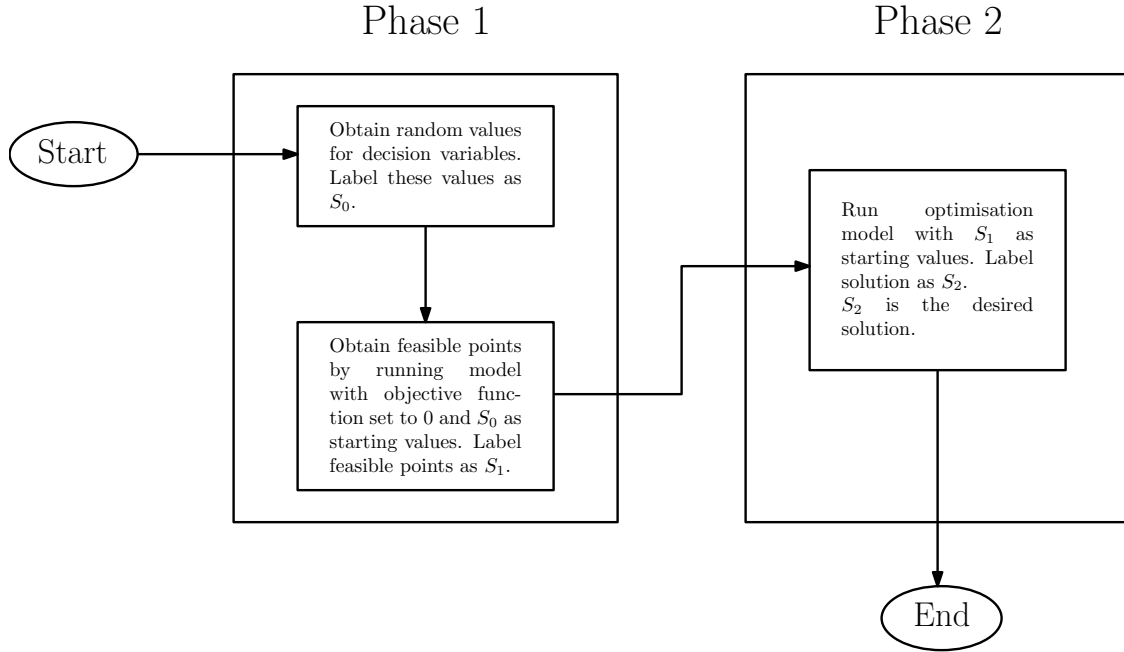 Phase 1
Phase 2
Start
Obtain random values
for decision variables.
Label these values as
S₀.
Obtain feasible points
by running model
with objective func-
tion set to 0 and S₀ as
starting values. Label
feasible points as S₁.
Run optimisation
model with S₁ as
starting values. Label
solution as S₂.
S₂ is the desired
solution.
End